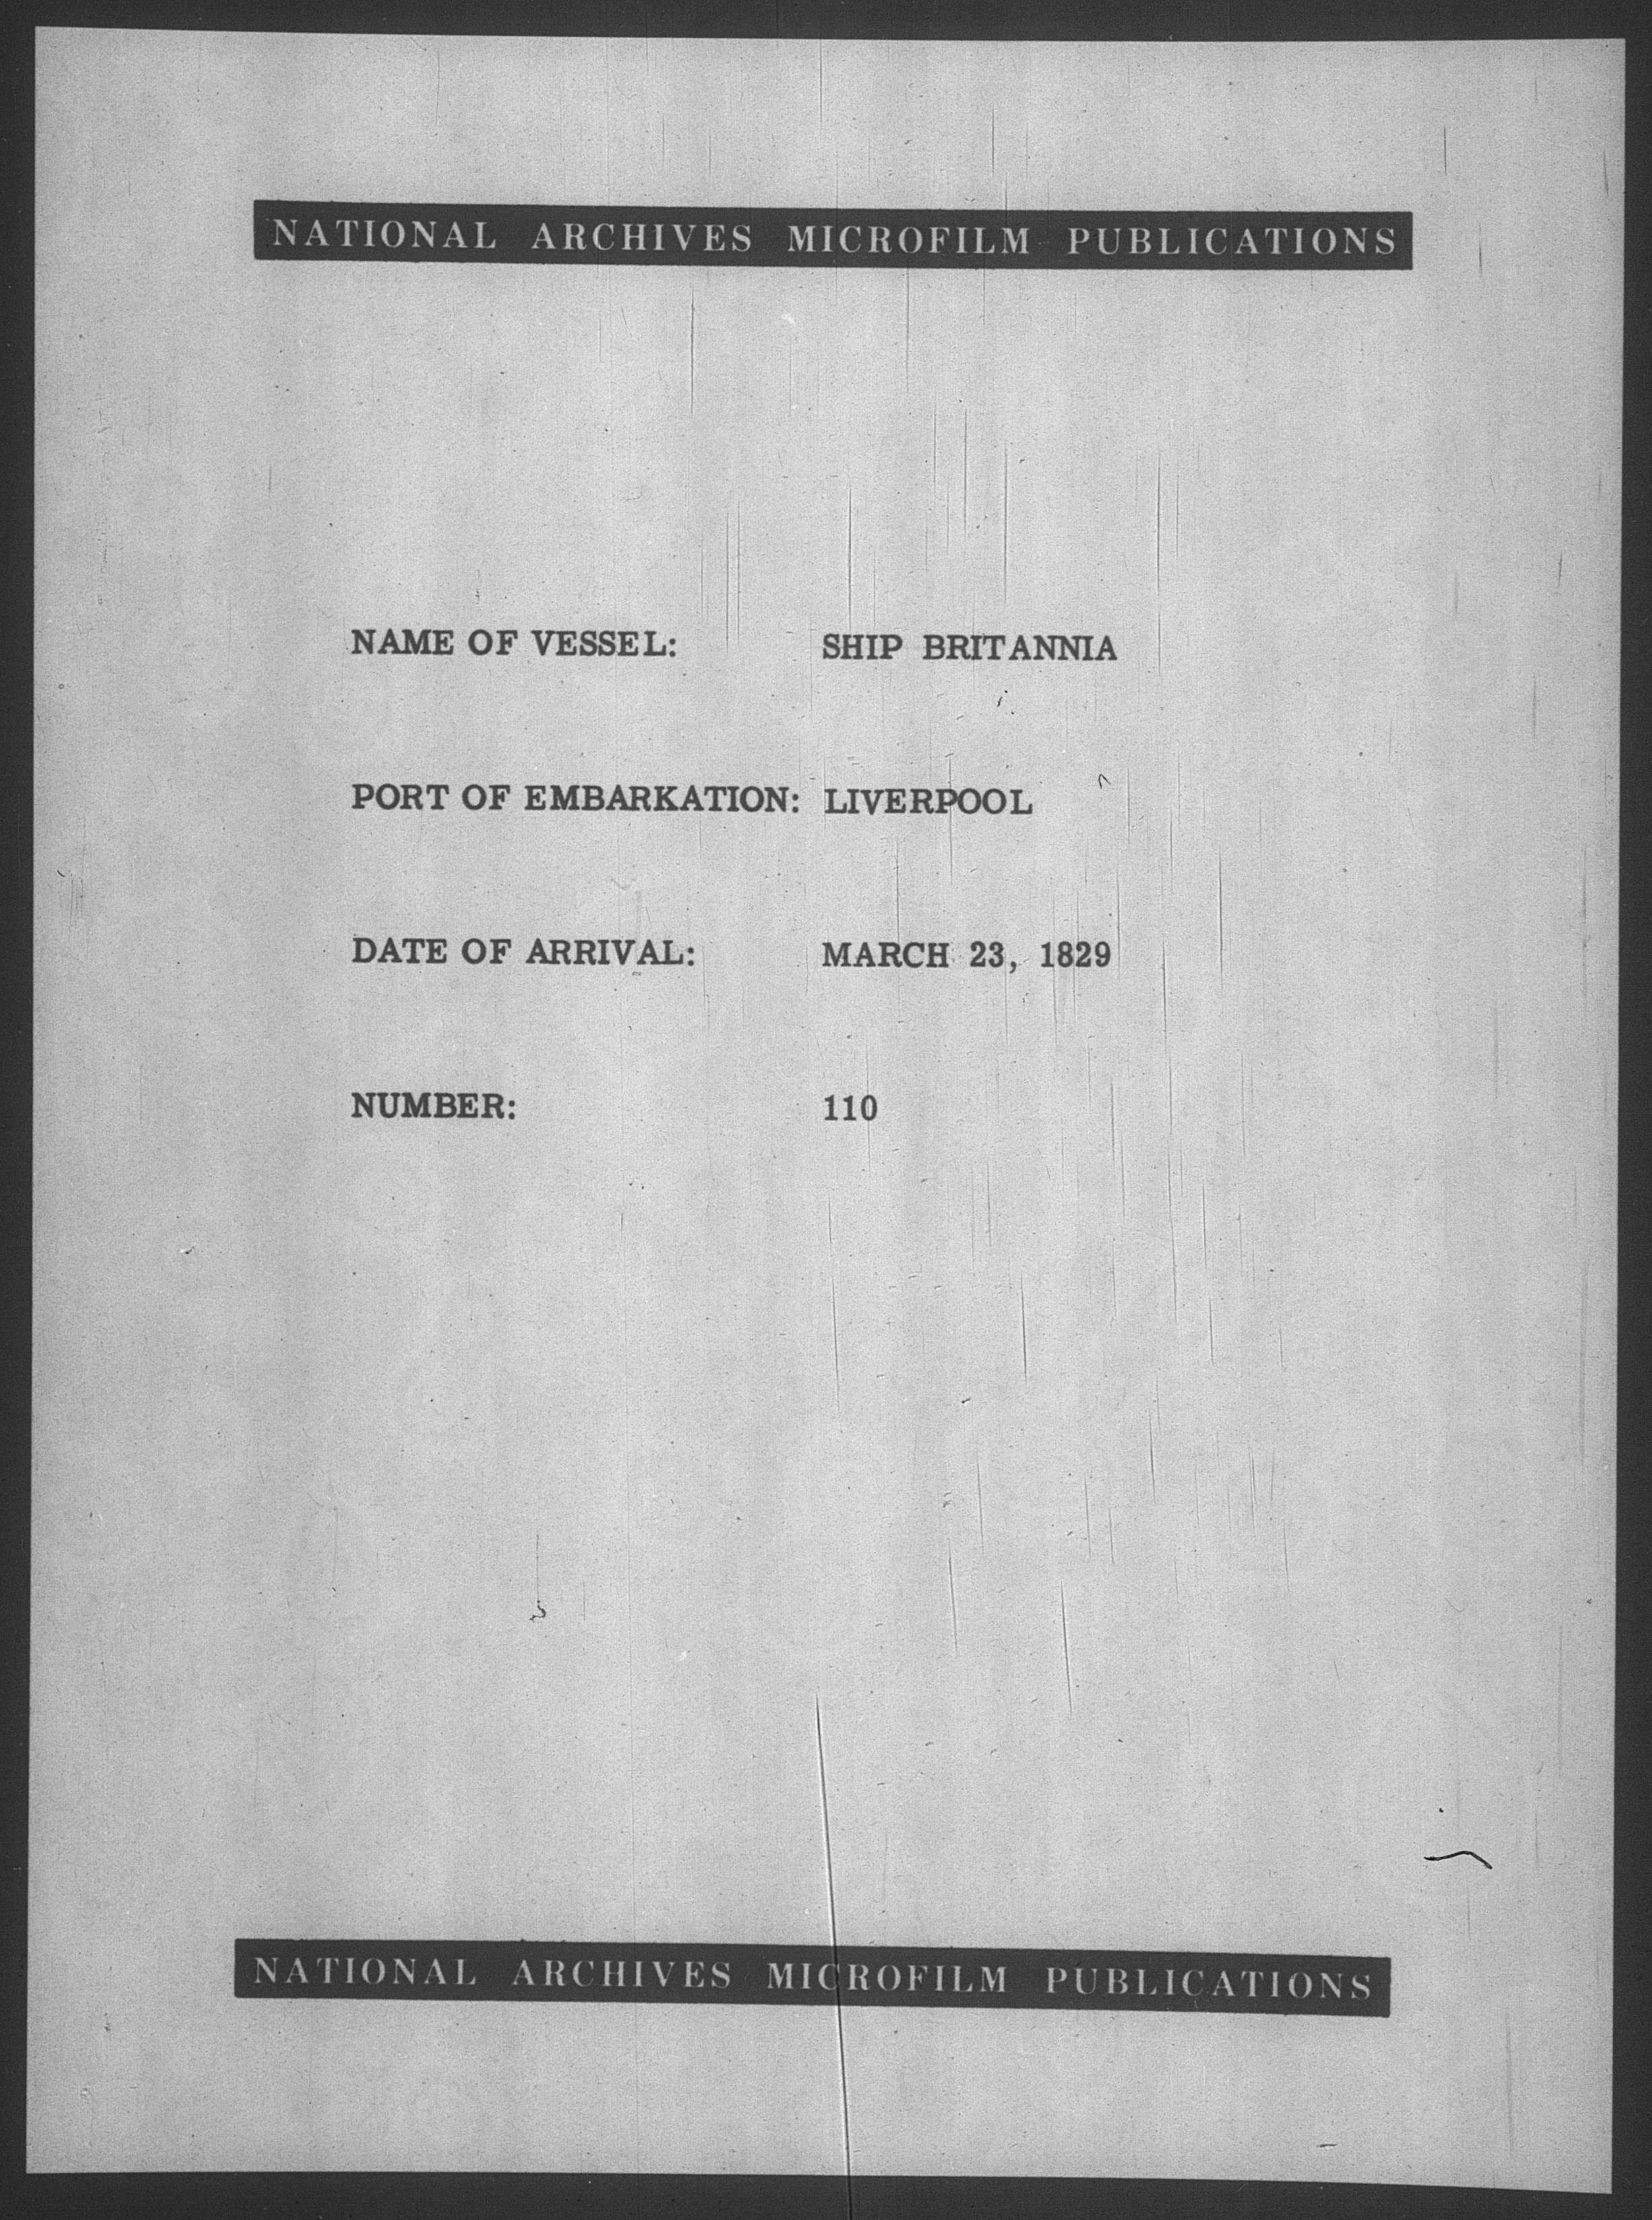 NATIONAL ARCHIVES MICROFILM PUBLICATIONS
NAME OF VESSEL: SHIP BRITANNIA
PORT OF EMBARKATION: LIVERPOOL
DATE OF ARRIVAL: MARCH 23, 1829
NUMBER: 110
NATIONAL ARCHIVES MICROFILM PUBLICATIONS